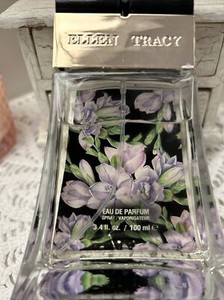 ELLEN TRACY
EAU DE PARFUM
SPRAY / VAPORISATEUR
3.4 fl. oz. / 100 ml ℮